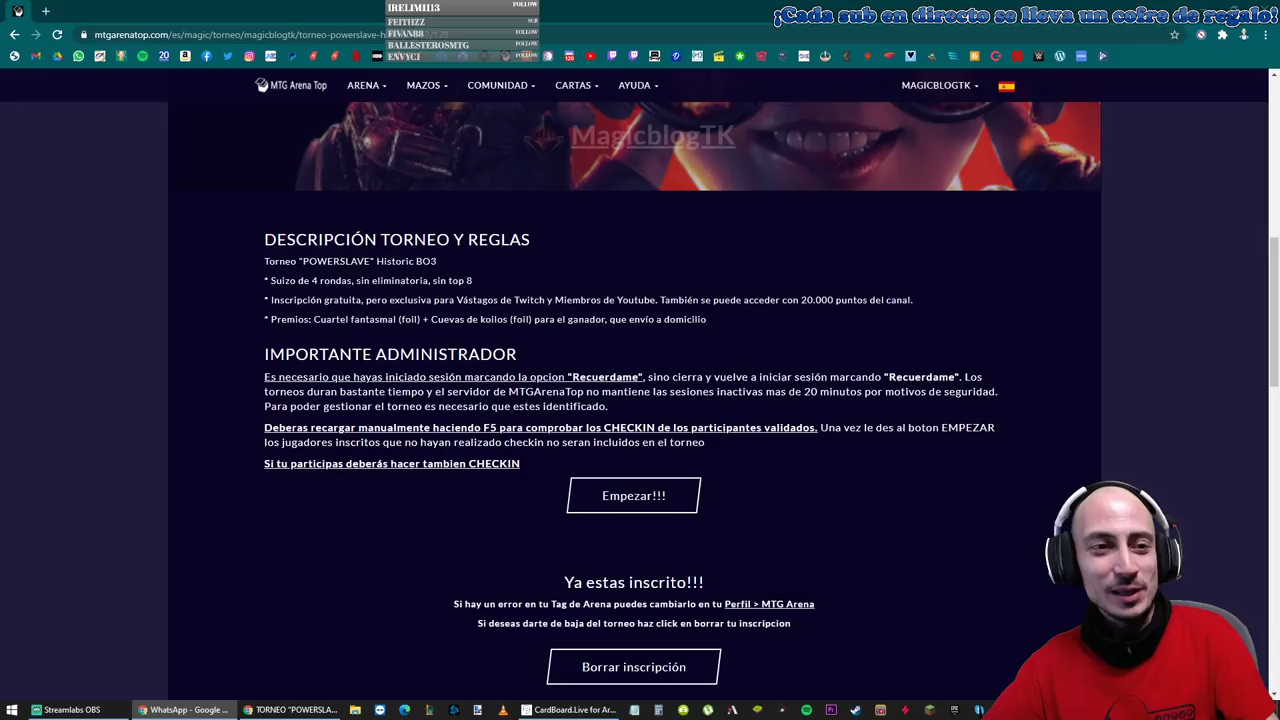 IRELIMIII3 FOLLOW
FEITHZZ SUB
FIVAN88 FOLLOW
BALLESTEROSMTG FOLLOW
ENVYCI FOLLOW
¡Cada sub en directo se lleva un cofre de regalo!
mtgarenatop.com/es/magic/torneo/magicblogtk/torneo-powerslave-h
/128
MTG Arena Top
ARENA
MAZOS
COMUNIDAD
CARTAS
AYUDA
MAGICBLOGTK
MagicblogTK
DESCRIPCIÓN TORNEO Y REGLAS
Torneo "POWERSLAVE" Historic BO3
* Suizo de 4 rondas, sin eliminatoria, sin top 8
* Inscripción gratuita, pero exclusiva para Vástagos de Twitch y Miembros de Youtube. También se puede acceder con 20.000 puntos del canal.
* Premios: Cuartel fantasmal (foil) + Cuevas de koilos (foil) para el ganador, que envío a domicilio
IMPORTANTE ADMINISTRADOR
Es necesario que hayas iniciado sesión marcando la opcion "Recuerdame", sino cierra y vuelve a iniciar sesión marcando "Recuerdame". Los
torneos duran bastante tiempo y el servidor de MTGArenaTop no mantiene las sesiones inactivas mas de 20 minutos por motivos de seguridad.
Para poder gestionar el torneo es necesario que estes identificado.
Deberas recargar manualmente haciendo F5 para comprobar los CHECKIN de los participantes validados. Una vez le des al boton EMPEZAR
los jugadores inscritos que no hayan realizado checkin no seran incluidos en el torneo
Si tu participas deberás hacer tambien CHECKIN
Empezar!!!
Ya estas inscrito!!!
Si hay un error en tu Tag de Arena puedes cambiarlo en tu Perfil > MTG Arena
Si deseas darte de baja del torneo haz click en borrar tu inscripcion
Borrar inscripción
Streamlabs OBS
WhatsApp - Google ...
TORNEO "POWERSLA...
CardBoard.Live for Ar...